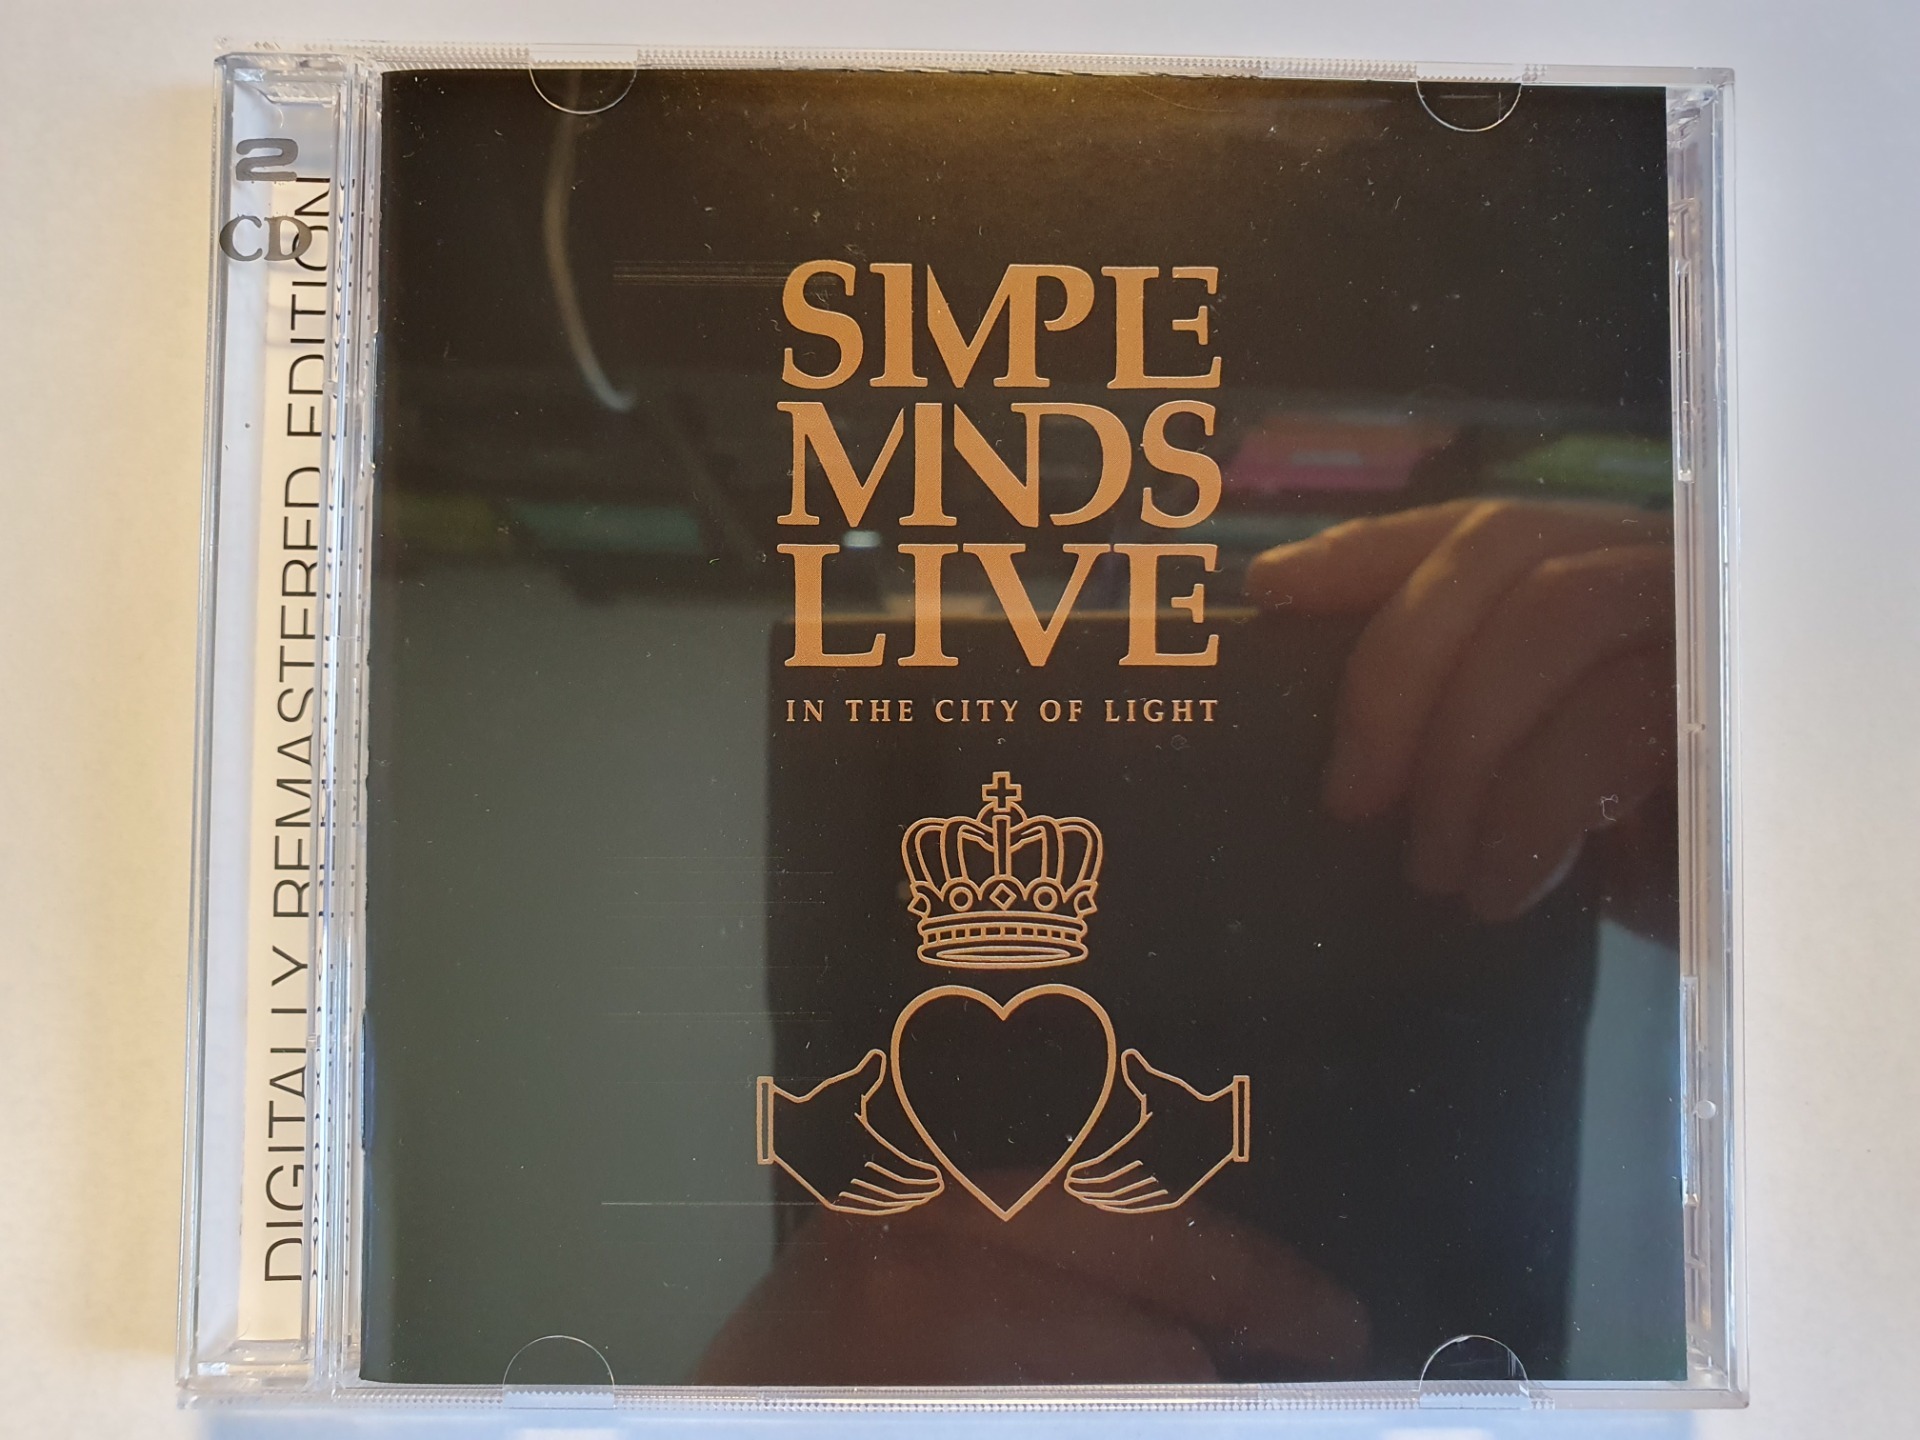 2
CD
DIGITALLY REMASTERED EDITION
SIMPLE
MINDS
LIVE
IN THE CITY OF LIGHT